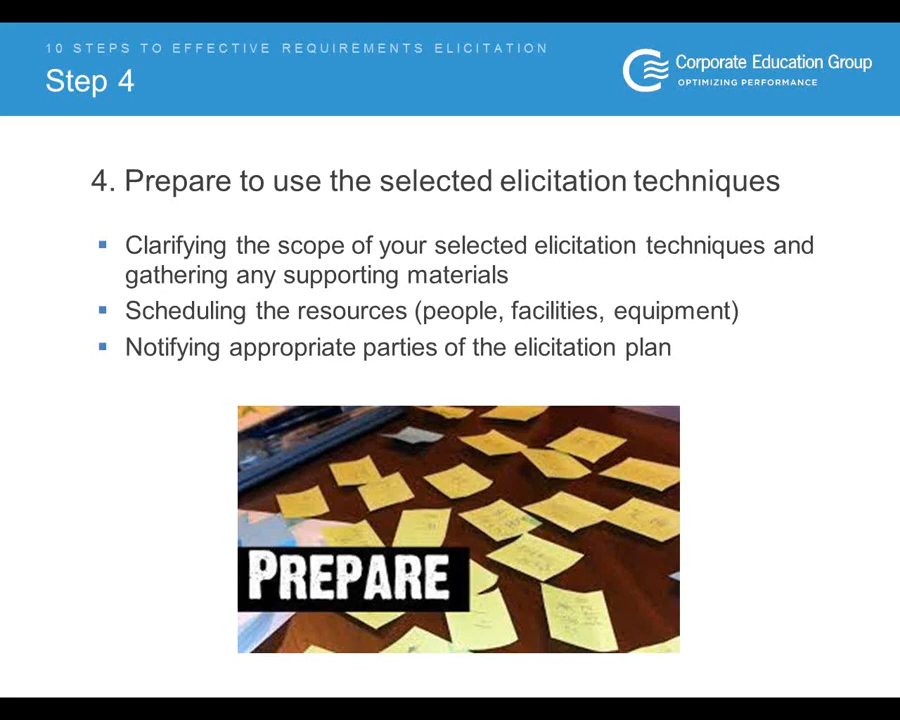 10 STEPS TO EFFECTIVE REQUIREMENTS ELICITATION
Step 4
Corporate Education Group
OPTIMIZING PERFORMANCE
4. Prepare to use the selected elicitation techniques
▪ Clarifying the scope of your selected elicitation techniques and
gathering any supporting materials
▪ Scheduling the resources (people, facilities, equipment)
▪ Notifying appropriate parties of the elicitation plan
PREPARE